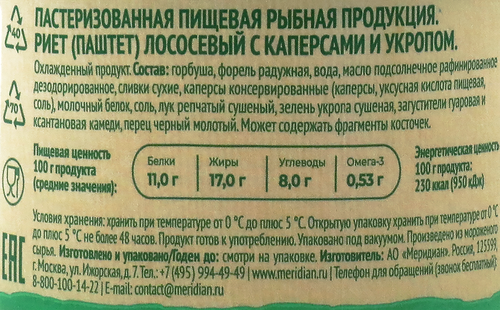 ПАСТЕРИЗОВАННАЯ ПИЩЕВАЯ РЫБНАЯ ПРОДУКЦИЯ.
РИЕТ (ПАШТЕТ) ЛОСОСЕВЫЙ С КАПЕРСАМИ И УКРОПОМ.
40
70
Охлажденный продукт. Состав: горбуша, форель радужная, вода, масло подсолнечное рафинированное
дезодорированное, сливки сухие, каперсы консервированные (каперсы, уксусная кислота пищевая,
соль), молочный белок, соль, лук репчатый сушеный, зелень укропа сушеная, загустители гуаровая и
ксантановая камеди, перец черный молотый. Может содержать фрагменты косточек.
Пищевая ценность
100 г продукта
(средние значения):
Белки
11,0 г
Жиры
17,0 г
Углеводы
8,0 г
Омега-3
0,53 г
Энергетическая ценность
100 г продукта:
230 ккал (950 кДж)
Условия хранения: хранить при температуре от 0 °С до плюс 5 °С. Открытую упаковку хранить при температуре от 0 °С
до плюс 5 °С не более 48 часов. Продукт готов к употреблению. Упаковано под вакуумом. Произведено из мороженого
сырья. Изготовлено и упаковано/Годен до: смотри на упаковке. Изготовитель: АО «Меридиан». Россия, 125599,
г. Москва, ул. Ижорская, д.7. Тел.: +7 (495) 994-49-49 | www.meridian.ru | Телефон для обращений (звонок бесплатный):
8-800-100-14-22 | E-mail: contact@meridian.ru
ЕАС